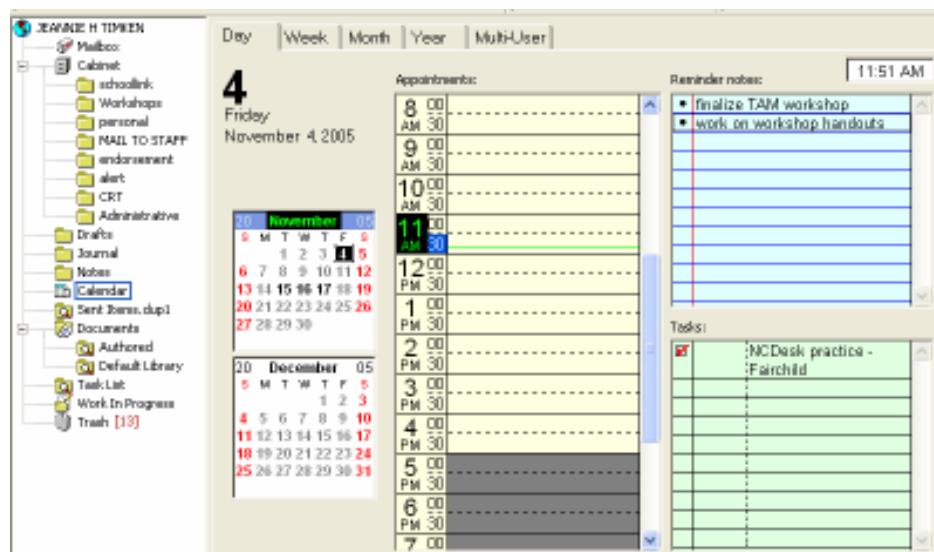 JEANNIE H TIMKEN
Mailbox
Cabinet
schoollink
Workshops
personal
MAIL TO STAFF
endorsement
alert
CRT
Administrative
Drafts
Journal
Notes
Calendar
Sent Items.dup1
Documents
Authored
Default Library
Task List
Work In Progress
Trash [13]
Day Week Month Year Multi-User
4
Friday
November 4, 2005
20 November 05
S M T W T F S
1 2 3 4 5
6 7 8 9 10 11 12
13 14 15 16 17 18 19
20 21 22 23 24 25 26
27 28 29 30
20 December 05
S M T W T F S
1 2 3
4 5 6 7 8 9 10
11 12 13 14 15 16 17
18 19 20 21 22 23 24
25 26 27 28 29 30 31
Appointments:
8 00
AM 30
9 00
AM 30
10 00
AM 30
11 00
AM 30
12 00
PM 30
1 00
PM 30
2 00
PM 30
3 00
PM 30
4 00
PM 30
5 00
PM 30
6 00
PM 30
7 00
Reminder notes: 11:51 AM
• finalize TAM workshop
• work on workshop handouts
Tasks:
NCDesk practice -
Fairchild